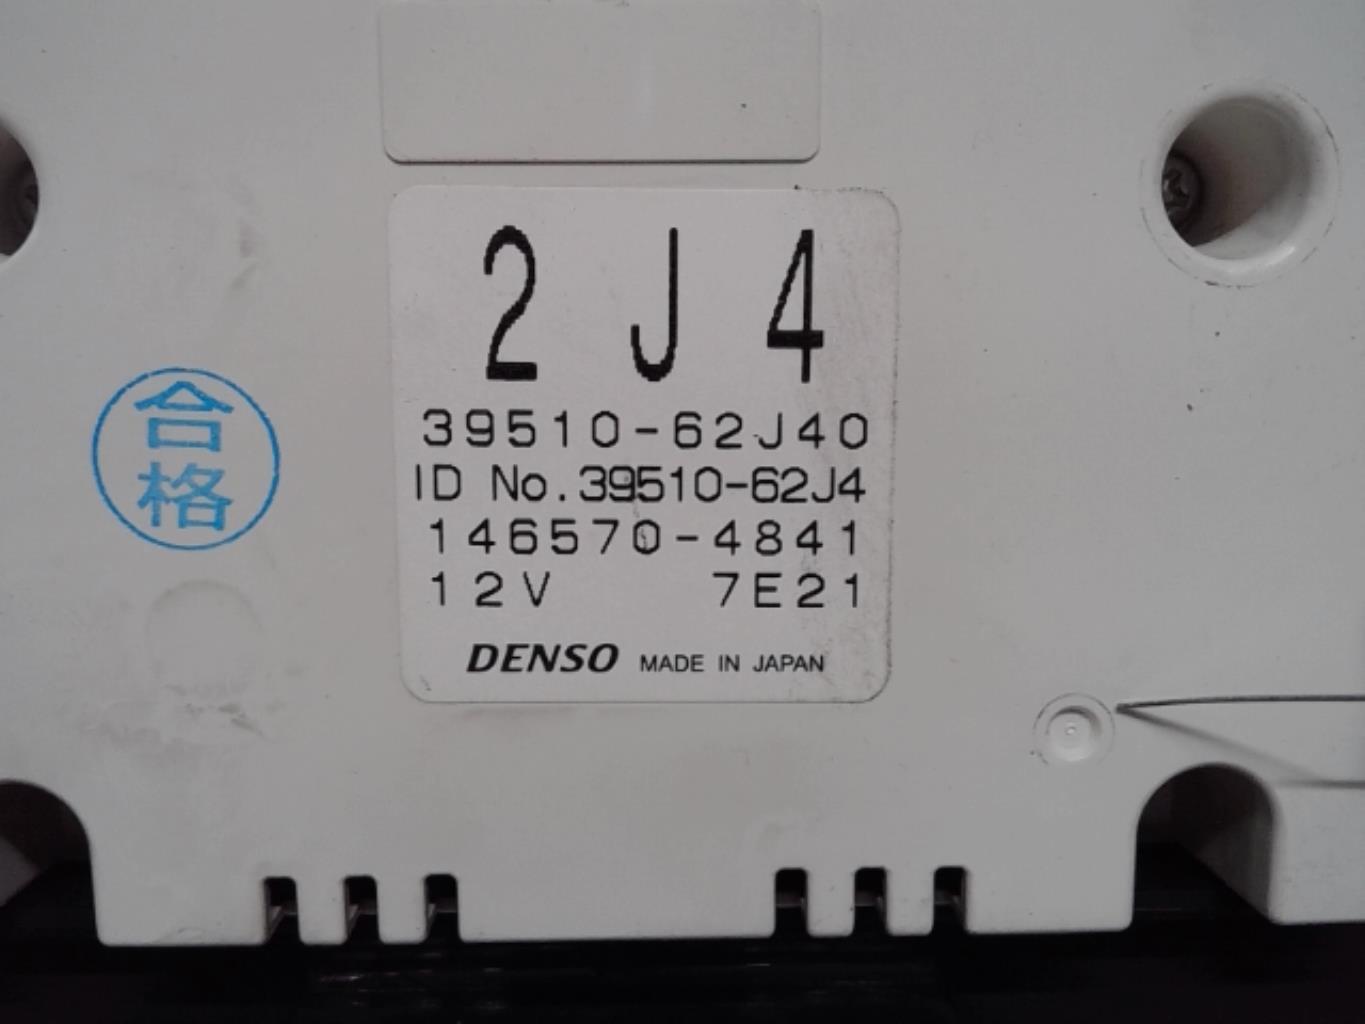 2 J 4
39510-62J40
ID No.39510-62J4
146570-4841
12V 7E21
DENSO MADE IN JAPAN
合
格